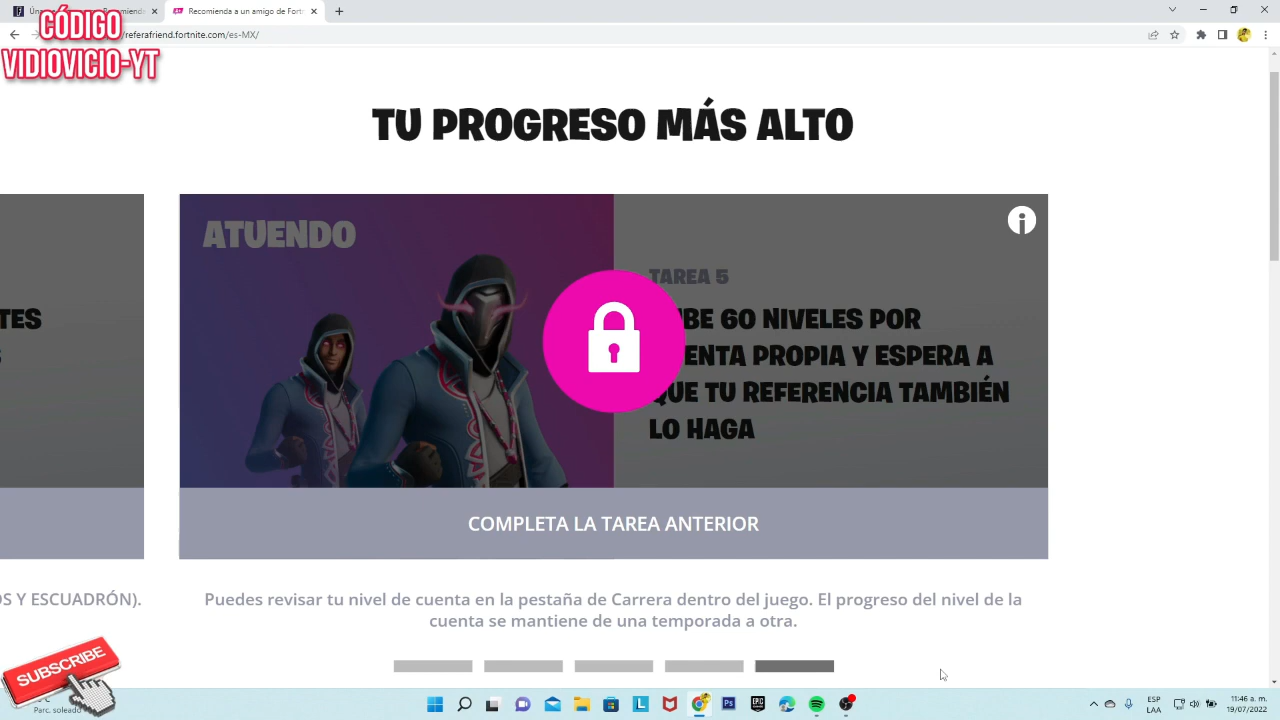 CÓDIGO
VIDIOVICIO-YT
Recomienda a un amigo | For
referafriend.fortnite.com/es-MX/
TU PROGRESO MÁS ALTO
ATUENDO
TAREA 5
BE 60 NIVELES POR
ENTA PROPIA Y ESPERA A
QUE TU REFERENCIA TAMBIÉN
LO HAGA
TES
S
COMPLETA LA TAREA ANTERIOR
OS Y ESCUADRÓN).
Puedes revisar tu nivel de cuenta en la pestaña de Carrera dentro del juego. El progreso del nivel de la
cuenta se mantiene de una temporada a otra.
SUBSCRIBE
Parc. soleado
ESP
LAA
11:46 a. m.
19/07/2022